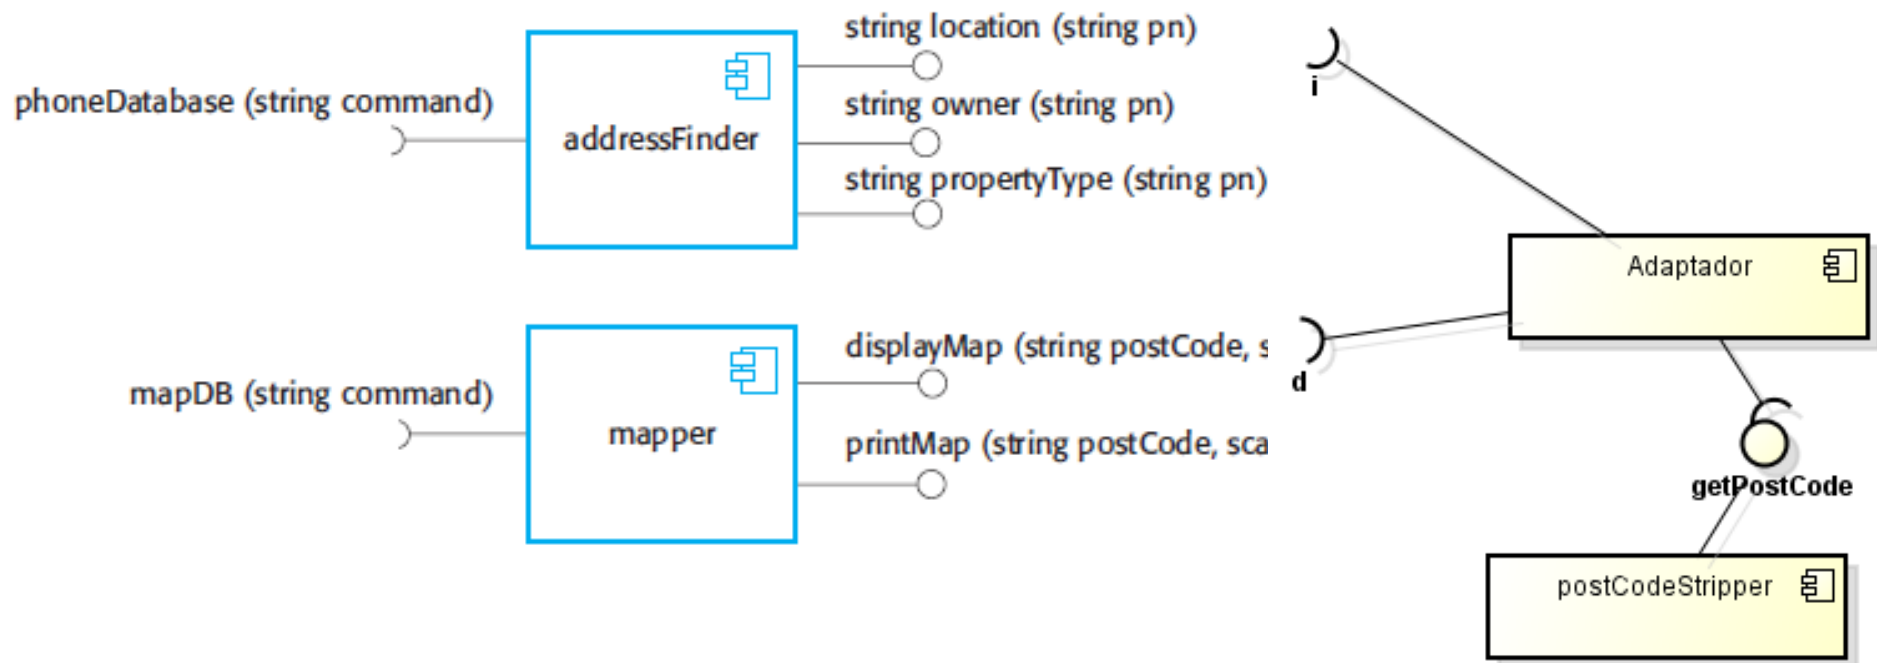 string location (string pn)
phoneDatabase (string command)
addressFinder
string owner (string pn)
string propertyType (string pn)
mapDB (string command)
mapper
displayMap (string postCode, s
printMap (string postCode, sca
i
Adaptador
d
getPostCode
postCodeStripper